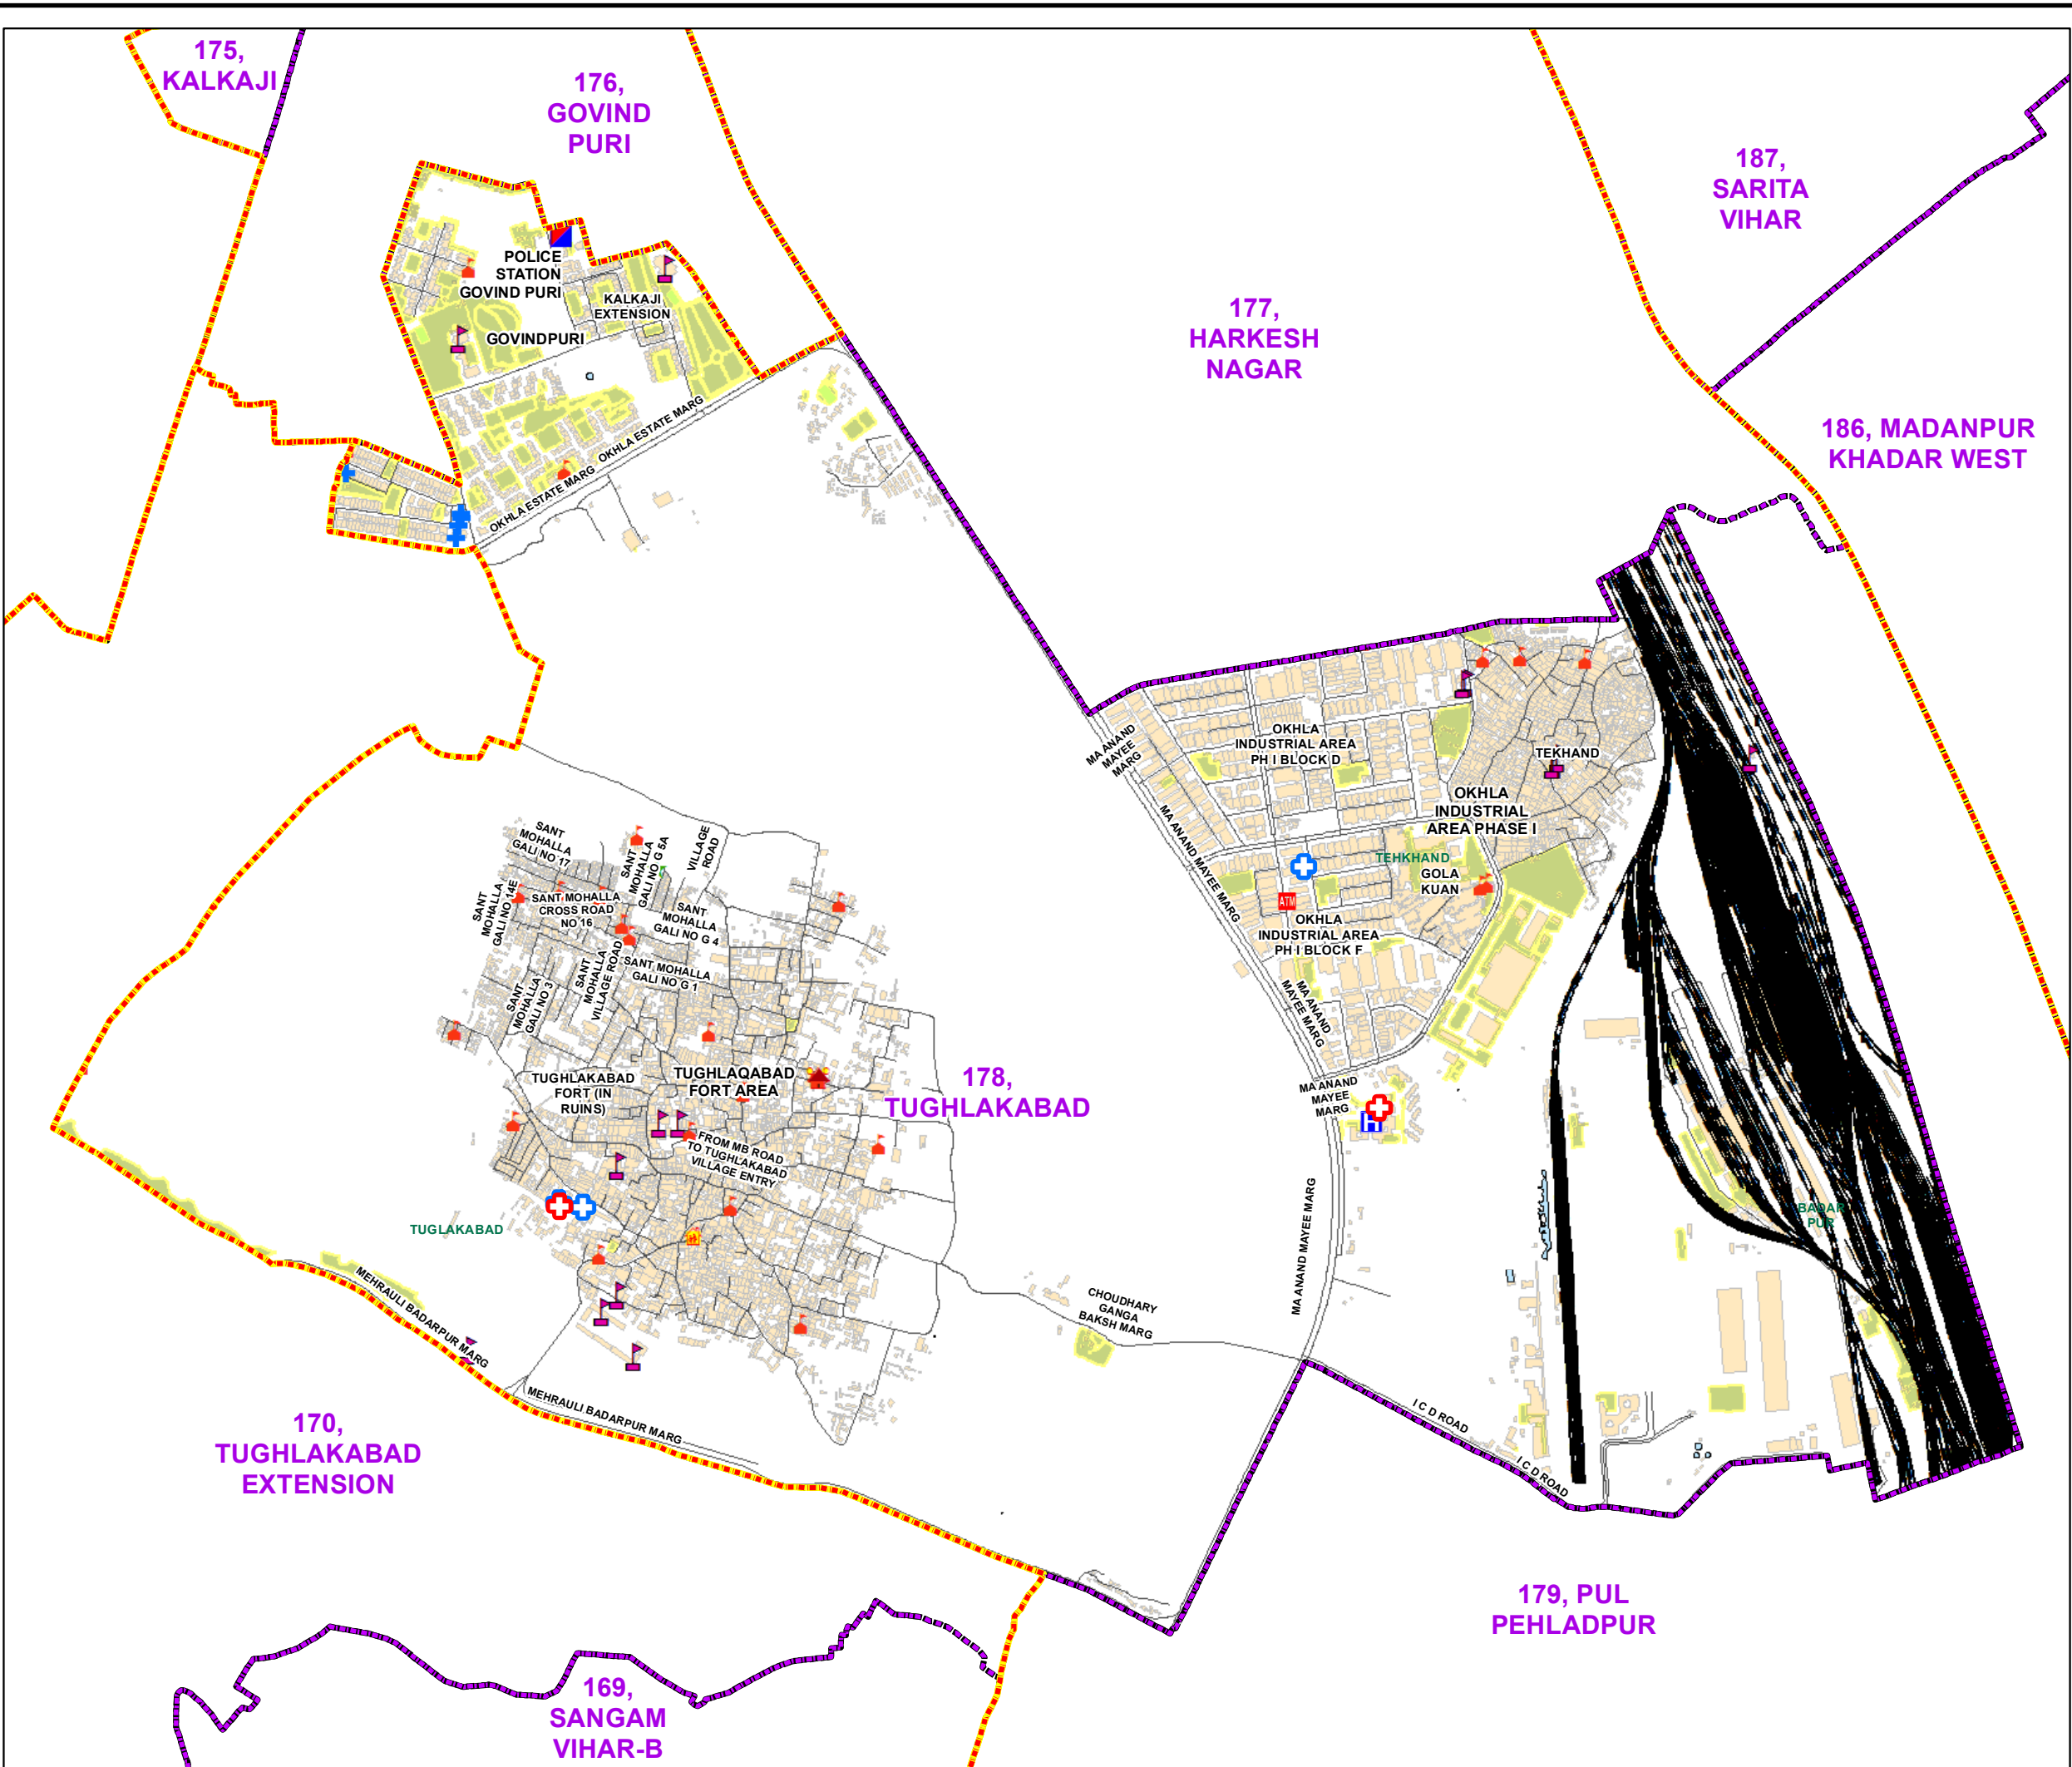 175,
KALKAJI
176,
GOVIND
PURI
187,
SARITA
VIHAR
177,
HARKESH
NAGAR
186, MADANPUR
KHADAR WEST
POLICE
STATION
GOVIND PURI
KALKAJI
EXTENSION
GOVINDPURI
OKHLA ESTATE MARG
OKHLA ESTATE MARG
MA ANAND
MAYEE
MARG
OKHLA
INDUSTRIAL AREA
PH I BLOCK D
TEKHAND
OKHLA
INDUSTRIAL
AREA PHASE I
MA ANAND MAYEE MARG
TEHKHAND
GOLA
KUAN
ATM
OKHLA
INDUSTRIAL AREA
PH I BLOCK F
MA ANAND
MAYEE MARG
MA ANAND
MAYEE
MARG
H
SANT
MOHALLA
GALI NO 17
SANT
MOHALLA
GALI NO G 5A
VILLAGE
ROAD
SANT
MOHALLA
GALI NO 14E
SANT MOHALLA
CROSS ROAD
NO 16
SANT
MOHALLA
GALI NO G 4
SANT
MOHALLA
VILLAGE ROAD
SANT MOHALLA
GALI NO G 1
SANT
MOHALLA
GALI NO 3
TUGHLAKABAD
FORT (IN
RUINS)
TUGHLAQABAD
FORT AREA
178,
TUGHLAKABAD
FROM MB ROAD
TO TUGHLAKABAD
VILLAGE ENTRY
TUGLAKABAD
BADAR
PUR
MA ANAND MAYEE MARG
CHOUDHARY
GANGA
BAKSH MARG
MEHRAULI BADARPUR MARG
MEHRAULI BADARPUR MARG
I C D ROAD
I C D ROAD
170,
TUGHLAKABAD
EXTENSION
179, PUL
PEHLADPUR
169,
SANGAM
VIHAR-B